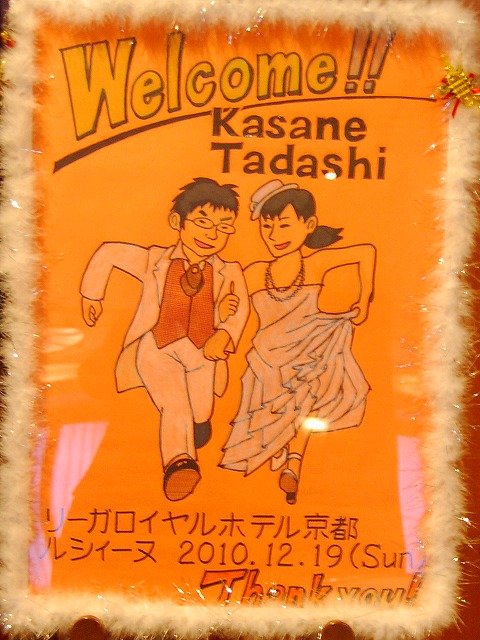 Welcome!!
Kasane
Tadashi
リーガロイヤルホテル京都
ルシィーヌ 2010.12.19(Sun)
Thank you!!